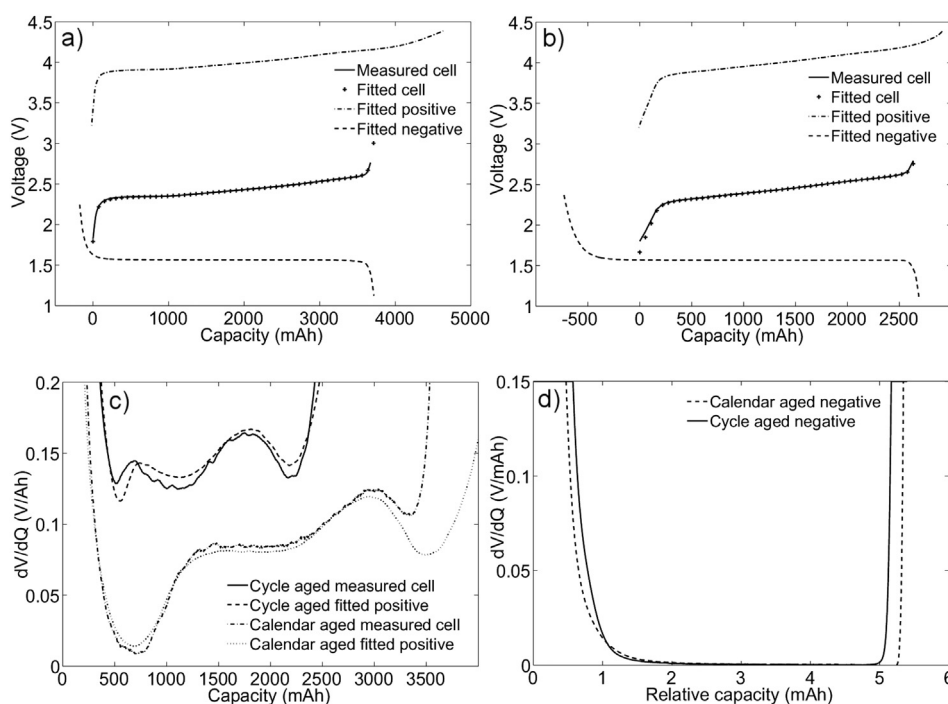 a)
4.5
4
3.5
3
2.5
2
1.5
1
Voltage (V)
0
1000
2000
3000
4000
5000
Capacity (mAh)
Measured cell
Fitted cell
Fitted positive
Fitted negative
b)
4.5
4
3.5
3
2.5
2
1.5
1
Voltage (V)
-500
0
500
1000
1500
2000
2500
Capacity (mAh)
Measured cell
Fitted cell
Fitted positive
Fitted negative
c)
0.2
0.15
0.1
0.05
0
dV/dQ (V/Ah)
0
500
1000
1500
2000
2500
3000
3500
Capacity (mAh)
Cycle aged measured cell
Cycle aged fitted positive
Calendar aged measured cell
Calendar aged fitted positive
d)
0.15
0.1
0.05
0
dV/dQ (V/mAh)
0
1
2
3
4
5
6
Relative capacity (mAh)
Calendar aged negative
Cycle aged negative